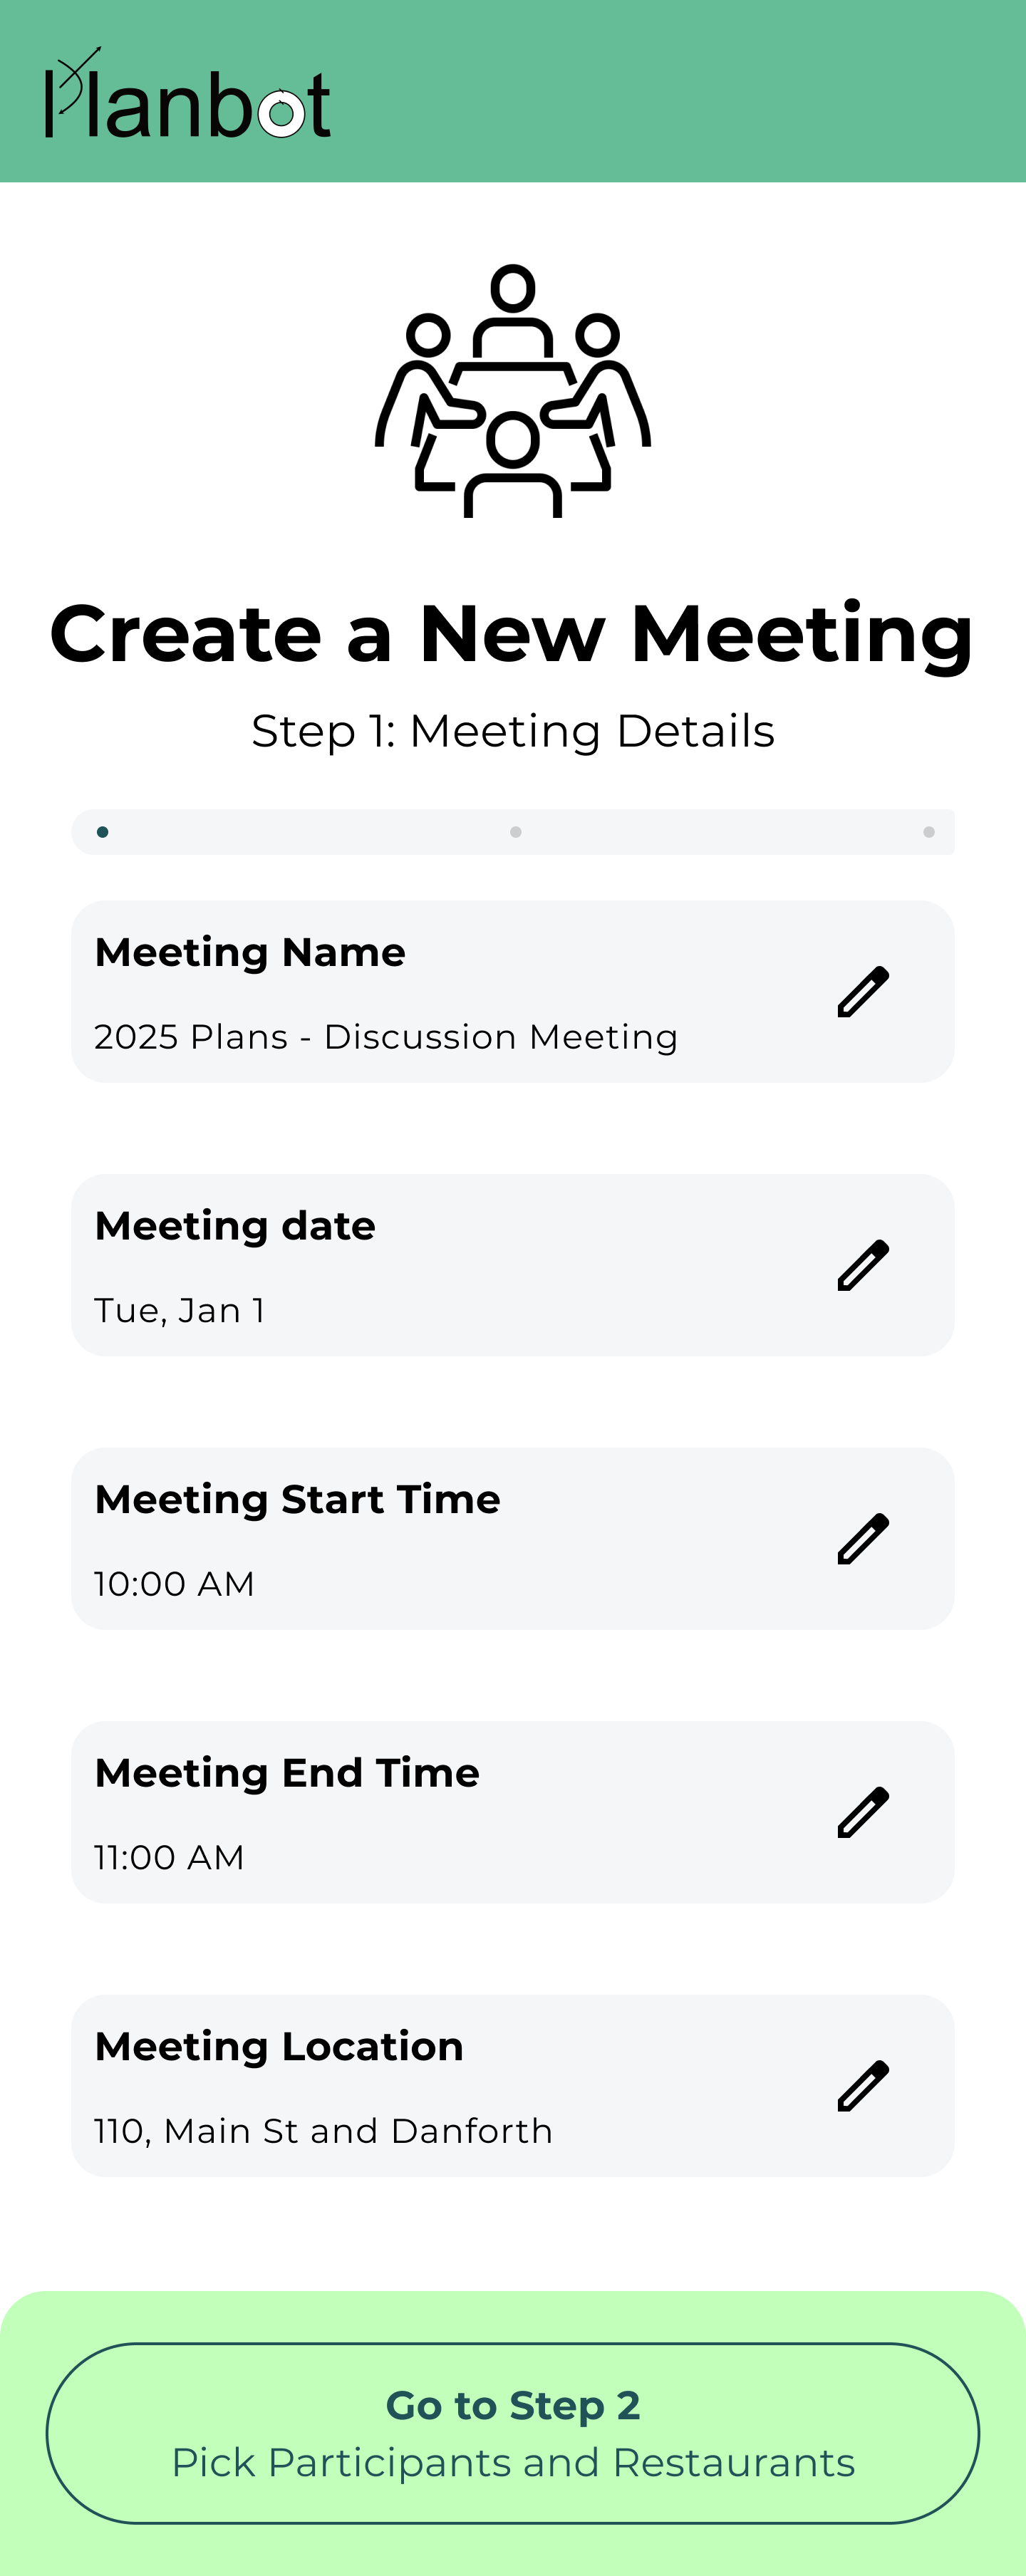 Planbot
Create a New Meeting
Step 1: Meeting Details
Meeting Name
2025 Plans - Discussion Meeting
Meeting date
Tue, Jan 1
Meeting Start Time
10:00 AM
Meeting End Time
11:00 AM
Meeting Location
110, Main St and Danforth
Go to Step 2
Pick Participants and Restaurants